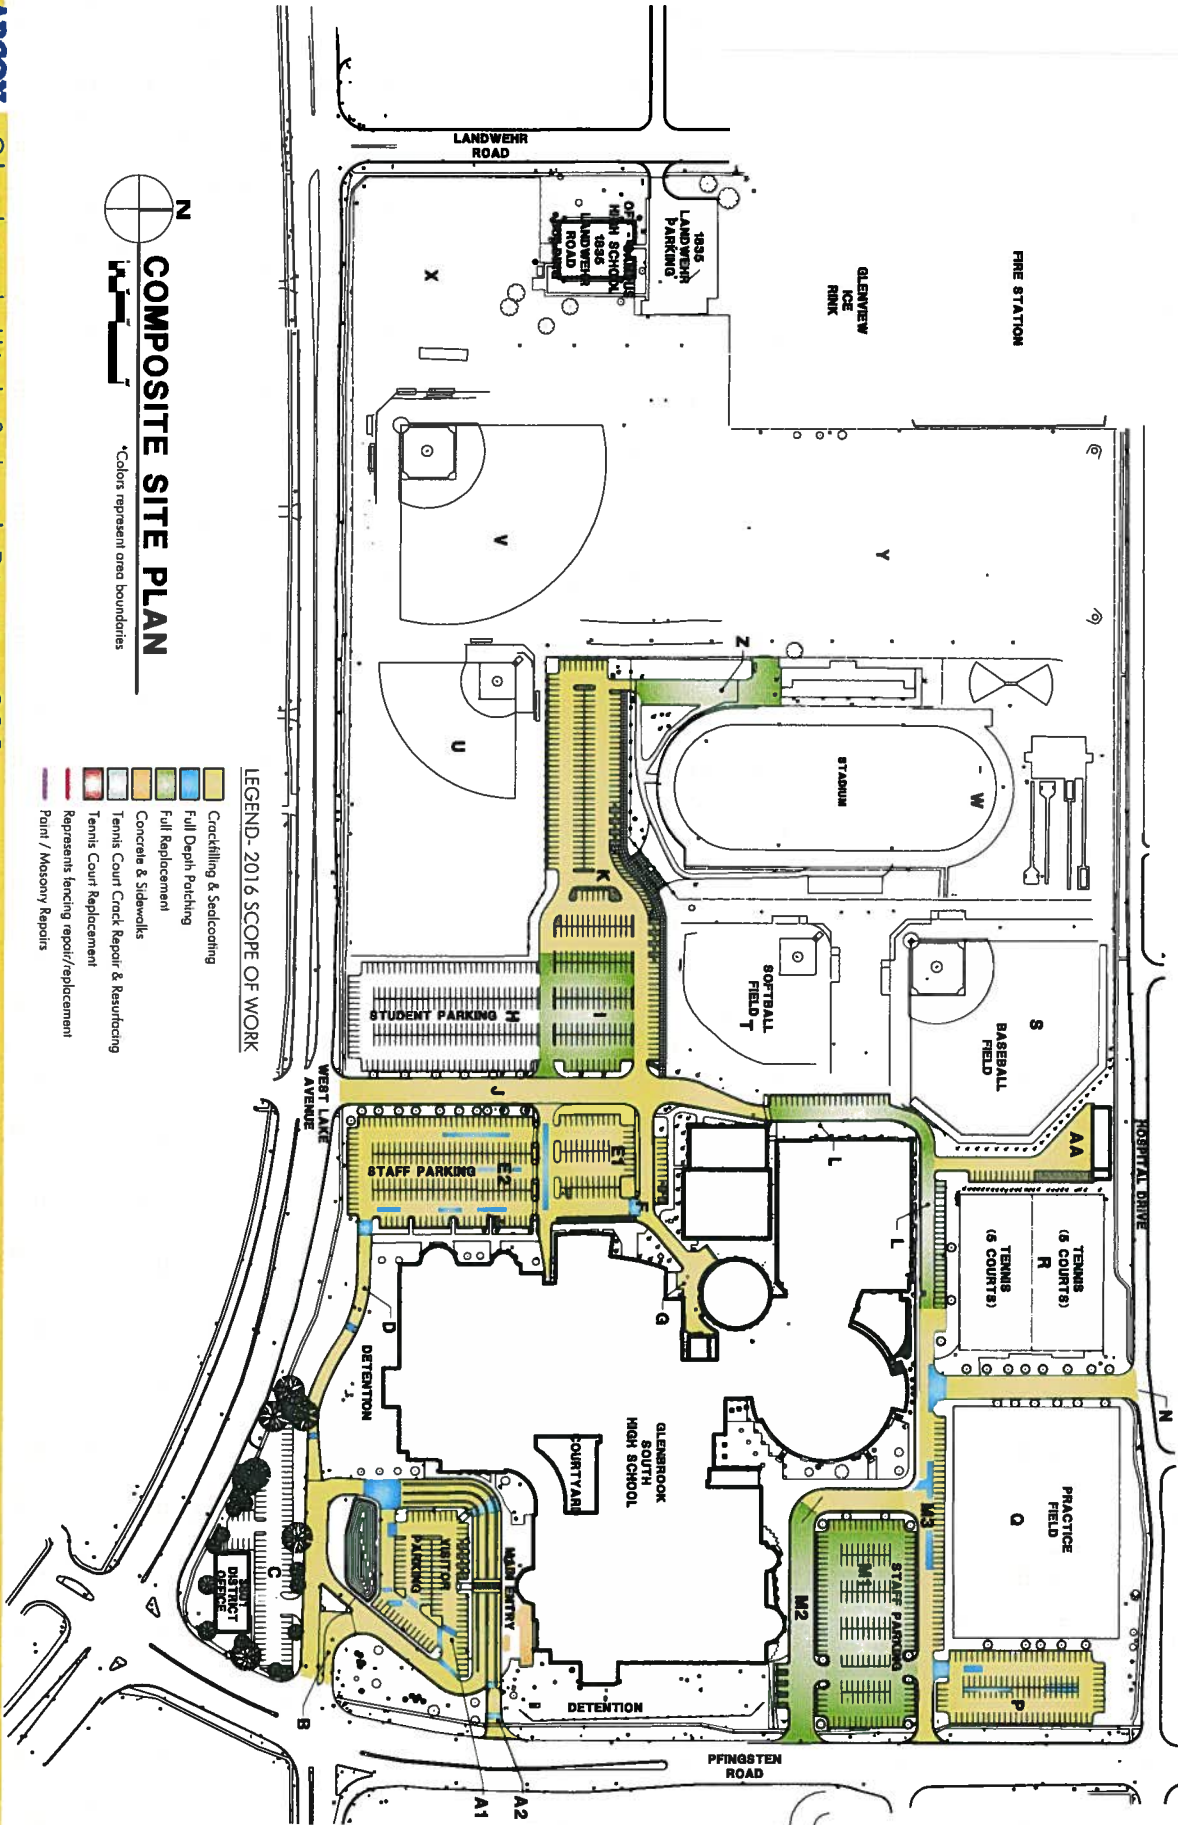 LANDWEHR
ROAD
FIRE STATION
GLENVIEW
ICE
RINK
1835
LANDWEHR
PARKING
HIGH SCHOOL
1835
LANDWEHR
ROAD
X
V
Y
Z
U
STADIUM
W
K
SOFTBALL
FIELD T
S
BASEBALL
FIELD
STUDENT PARKING H
I
J
WEST LAKE
AVENUE
HOSPITAL DRIVE
AA
STAFF PARKING E2
E1
F
G
L
L
TENNIS
(5 COURTS)
R
TENNIS
(5 COURTS)
N
D
DETENTION
GLENBROOK
SOUTH
HIGH SCHOOL
COURTYARD
PRACTICE
FIELD
Q
M3
STAFF PARKING
M1
M2
P
VISITOR
PARKING
MAIN ENTRY
C
3801
DISTRICT
OFFICE
B
DETENTION
PFINGSTEN
ROAD
A1
A2
N
COMPOSITE SITE PLAN
*Colors represent area boundaries
LEGEND- 2016 SCOPE OF WORK
Crackfilling & Sealcoating
Full Depth Patching
Full Replacement
Concrete & Sidewalks
Tennis Court Crack Repair & Resurfacing
Tennis Court Replacement
Represents fencing repair/replacement
Paint / Masonry Repairs